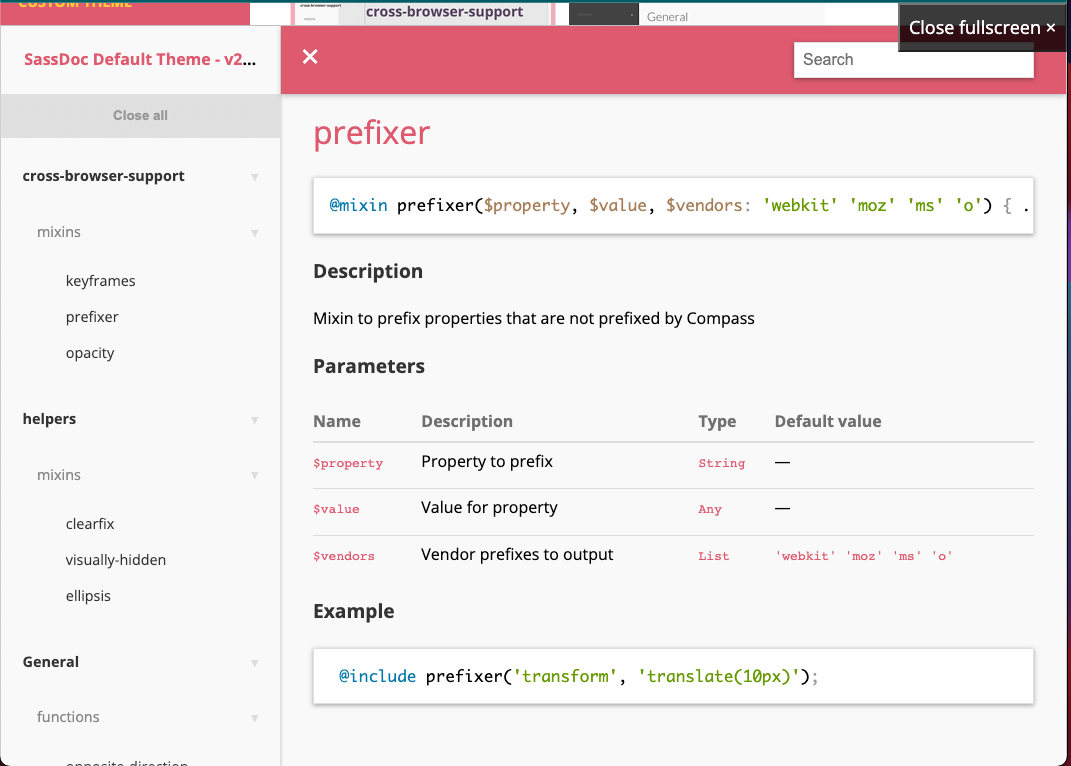 CUSTOM THEME
cross-browser-support
General
Close fullscreen ×
SassDoc Default Theme - v2...
Search
Close all
prefixer
cross-browser-support
@mixin prefixer($property, $value, $vendors: 'webkit' 'moz' 'ms' 'o') { .
mixins
Description
keyframes
prefixer
Mixin to prefix properties that are not prefixed by Compass
opacity
Parameters
helpers
Name Description Type Default value
$property Property to prefix String —
mixins
$value Value for property Any —
clearfix
visually-hidden
$vendors Vendor prefixes to output List 'webkit' 'moz' 'ms' 'o'
ellipsis
Example
General
@include prefixer('transform', 'translate(10px)');
functions
opposite-direction